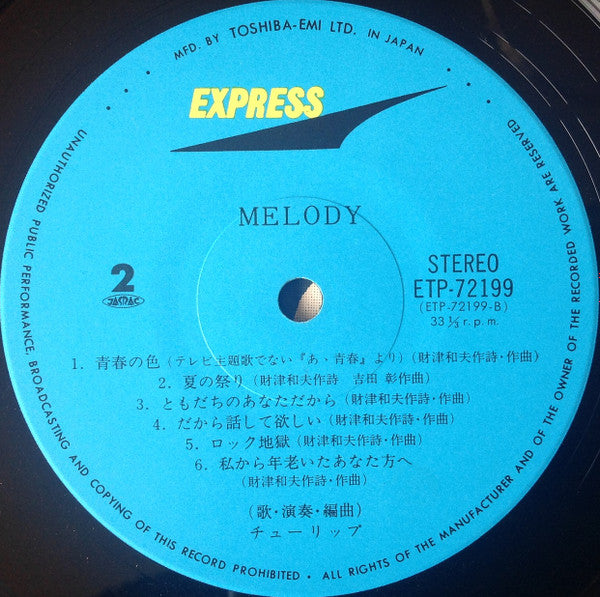 MFD. BY TOSHIBA-EMI LTD. IN JAPAN
EXPRESS
MELODY
2
JASRAC
STEREO
ETP-72199
(ETP-72199-B)
33 ⅓ r. p. m.
1. 青春の色(テレビ主題歌でない『あゝ青春』より)(財津和夫作詩・作曲)
2. 夏の祭り(財津和夫作詩 吉田 彰作曲)
3. ともだちのあなただから(財津和夫作詩・作曲)
4. だから話して欲しい(財津和夫作詩・作曲)
5. ロック地獄(財津和夫作詩・作曲)
6. 私から年老いたあなた方へ
(財津和夫作詩・作曲)
(歌・演奏・編曲)
チューリップ
UNAUTHORIZED PUBLIC PERFORMANCE, BROADCASTING AND COPYING OF THIS RECORD PROHIBITED • ALL RIGHTS OF THE MANUFACTURER AND OF THE OWNER OF THE RECORDED WORK ARE RESERVED